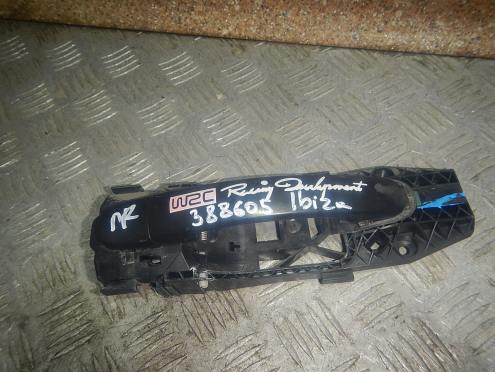 WRC Racing Development
388605 Ibiza